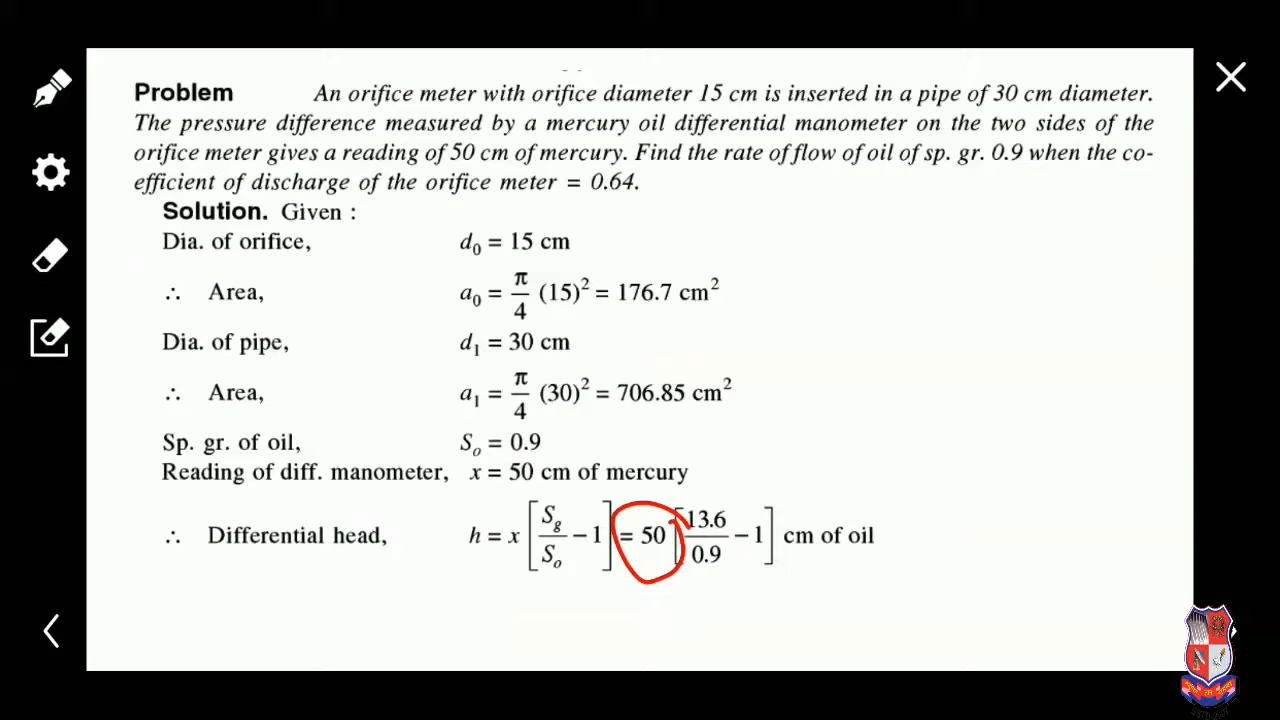 Problem An orifice meter with orifice diameter 15 cm is inserted in a pipe of 30 cm diameter.
The pressure difference measured by a mercury oil differential manometer on the two sides of the
orifice meter gives a reading of 50 cm of mercury. Find the rate of flow of oil of sp. gr. 0.9 when the co-
efficient of discharge of the orifice meter = 0.64.
Solution. Given :
Dia. of orifice, d₀ = 15 cm
∴ Area, a₀ = π/4 (15)² = 176.7 cm²
Dia. of pipe, d₁ = 30 cm
∴ Area, a₁ = π/4 (30)² = 706.85 cm²
Sp. gr. of oil, Sₒ = 0.9
Reading of diff. manometer, x = 50 cm of mercury
∴ Differential head, h = x [S_g/Sₒ − 1] = 50 [13.6/0.9 − 1] cm of oil